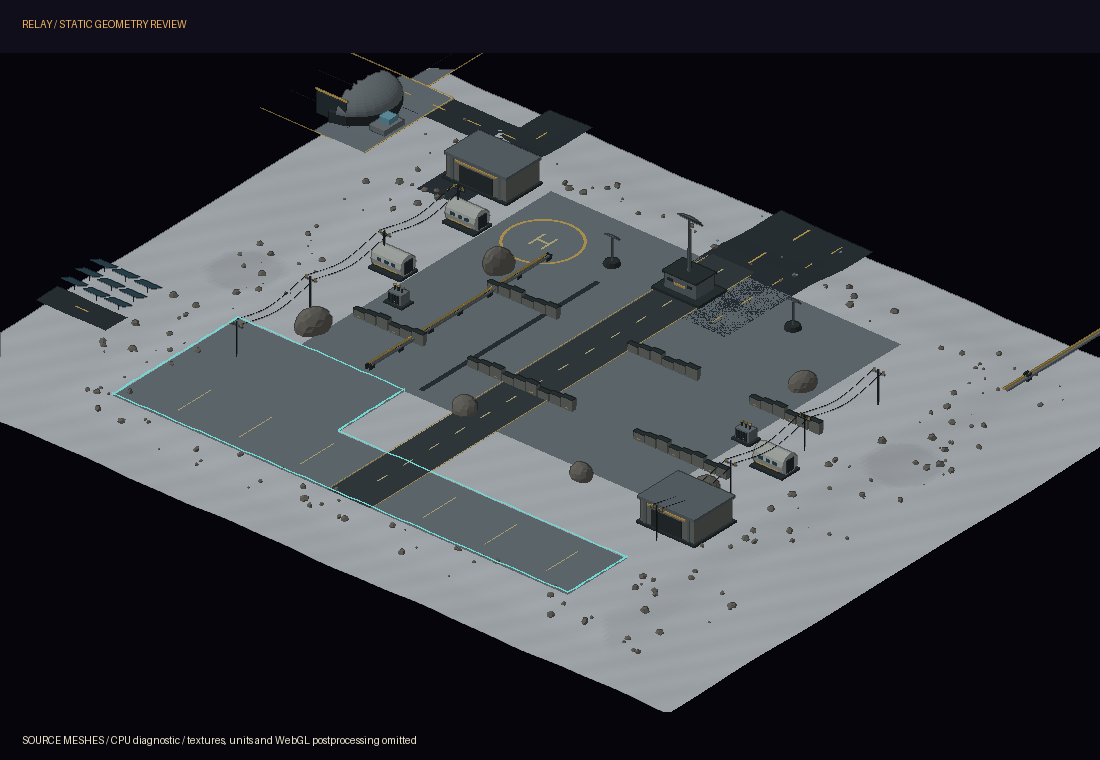 RELAY / STATIC GEOMETRY REVIEW
H
SOURCE MESHES / CPU diagnostic / textures, units and WebGL postprocessing omitted